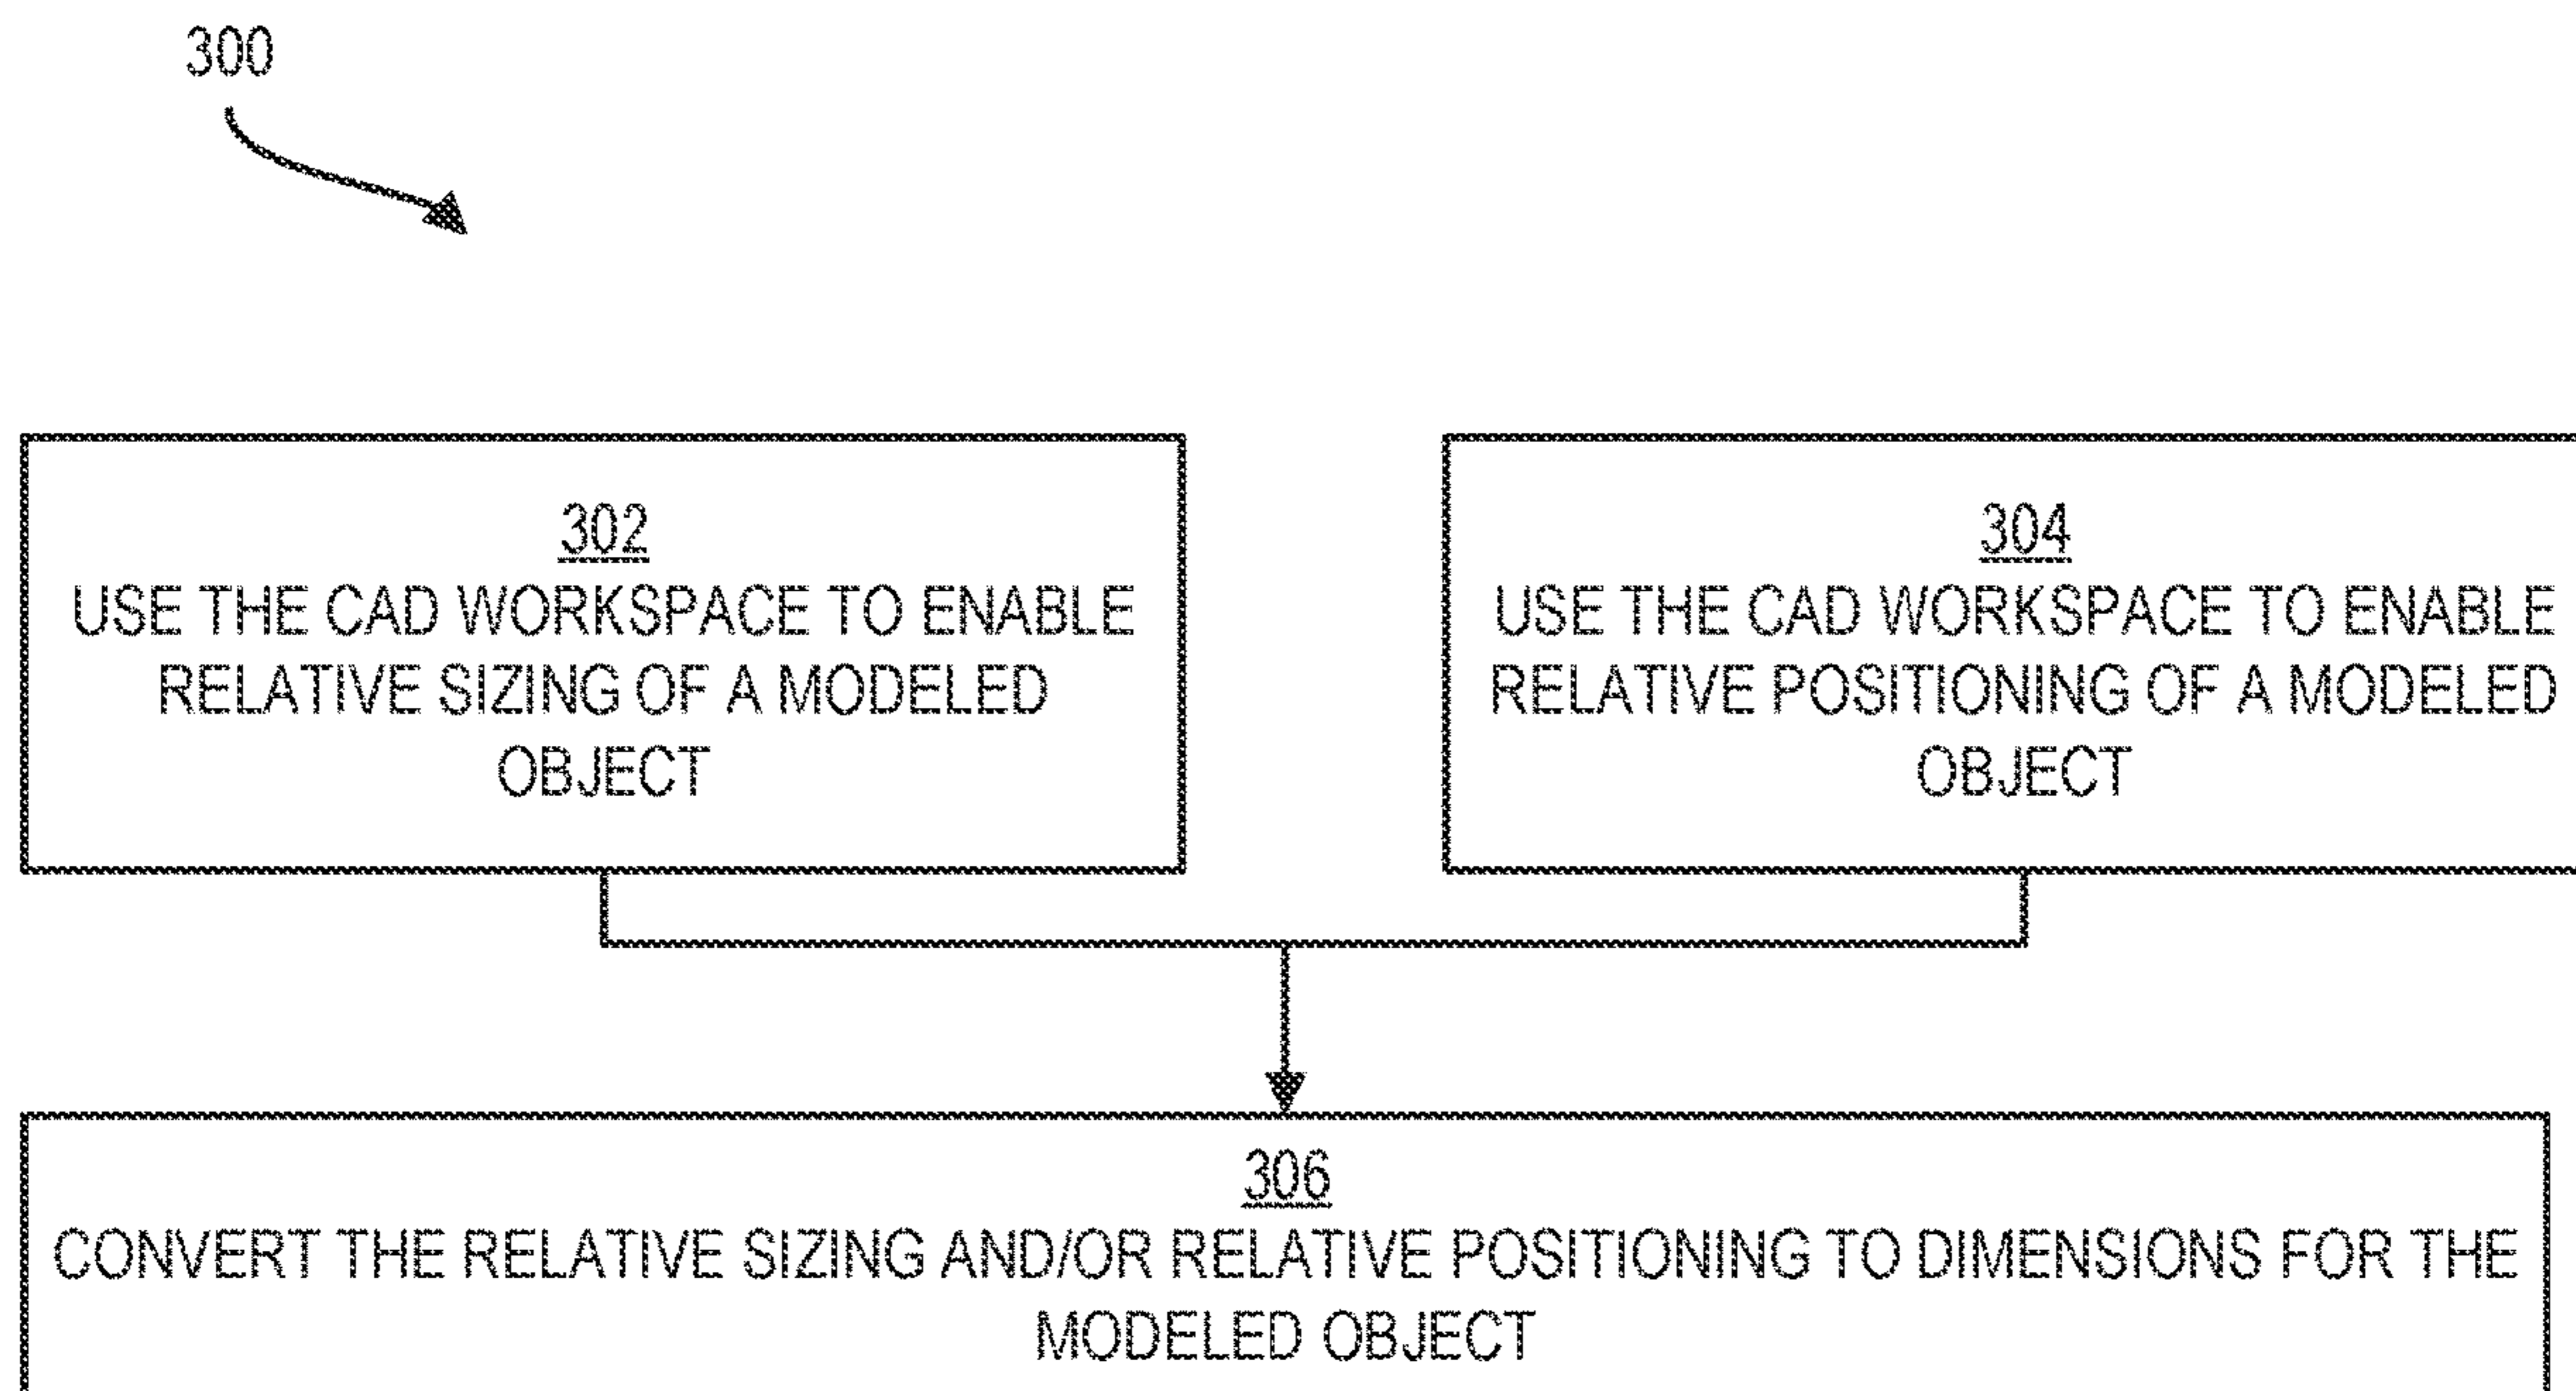 300
302
USE THE CAD WORKSPACE TO ENABLE
RELATIVE SIZING OF A MODELED
OBJECT
304
USE THE CAD WORKSPACE TO ENABLE
RELATIVE POSITIONING OF A MODELED
OBJECT
306
CONVERT THE RELATIVE SIZING AND/OR RELATIVE POSITIONING TO DIMENSIONS FOR THE
MODELED OBJECT